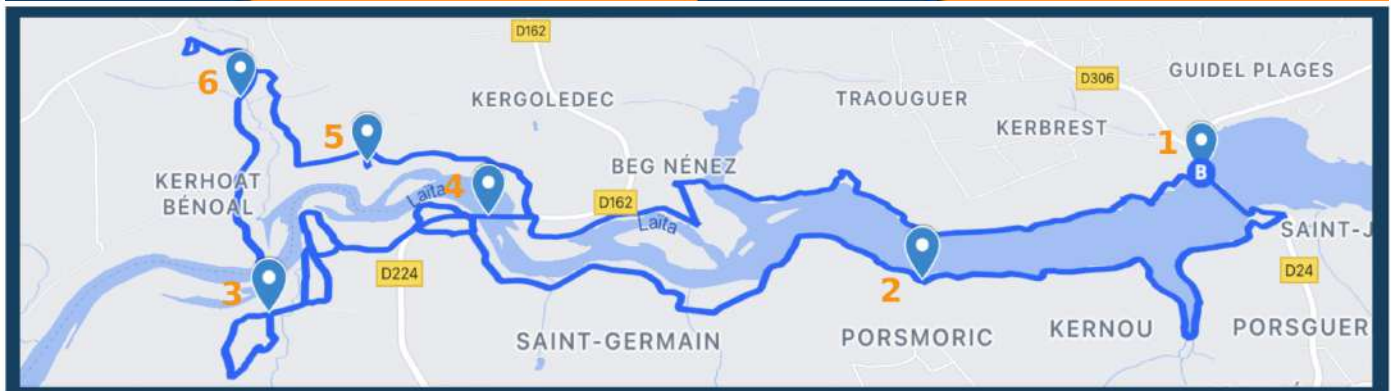 D162
6
KERGOLEDEC
TRAOUGUER
D306
GUIDEL PLAGES
KERBREST
1
5
BEG NÉNEZ
B
KERHOAT
BÉNOAL
4
Laïta
D162
Laïta
SAINT-J
3
D224
2
D24
SAINT-GERMAIN
PORSMORIC
KERNOU
PORSGUER